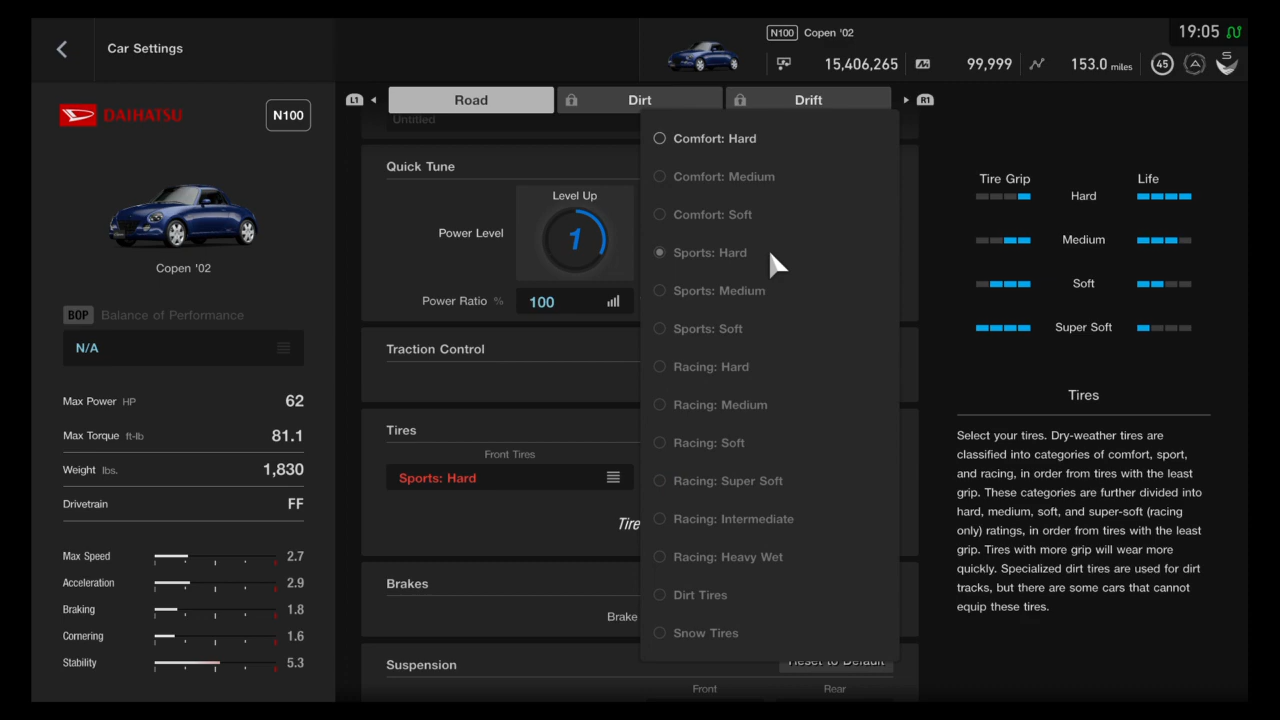 Car Settings
N100 Copen '02
15,406,265
99,999
153.0 miles
45
S
19:05
DAIHATSU
N100
Copen '02
BOP Balance of Performance
N/A
Max Power HP 62
Max Torque ft-lb 81.1
Weight lbs. 1,830
Drivetrain FF
Max Speed 2.7
Acceleration 2.9
Braking 1.8
Cornering 1.6
Stability 5.3
L1 Road Dirt Drift R1
Untitled
Quick Tune
Level Up
Power Level 1
Power Ratio % 100
Traction Control
Tires
Front Tires
Sports: Hard
Tire
Brakes
Brake
Suspension
Reset to Default
Front Rear
Comfort: Hard
Comfort: Medium
Comfort: Soft
Sports: Hard
Sports: Medium
Sports: Soft
Racing: Hard
Racing: Medium
Racing: Soft
Racing: Super Soft
Racing: Intermediate
Racing: Heavy Wet
Dirt Tires
Snow Tires
Tire Grip Life
Hard
Medium
Soft
Super Soft
Tires
Select your tires. Dry-weather tires are
classified into categories of comfort, sport,
and racing, in order from tires with the least
grip. These categories are further divided into
hard, medium, soft, and super-soft (racing
only) ratings, in order from tires with the least
grip. Tires with more grip will wear more
quickly. Specialized dirt tires are used for dirt
tracks, but there are some cars that cannot
equip these tires.